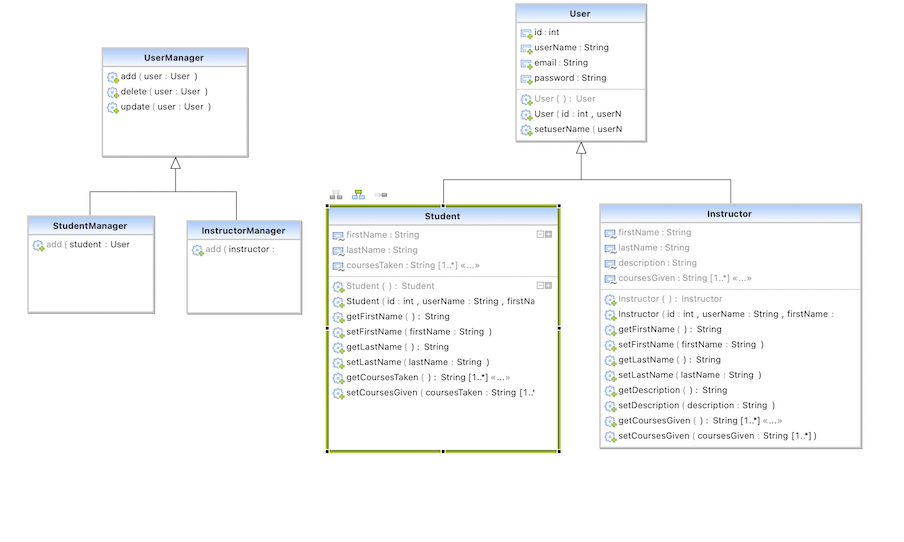 User
id : int
userName : String
email : String
password : String
User ( ) : User
User ( id : int , userN
setuserName ( userN
UserManager
add ( user : User )
delete ( user : User )
update ( user : User )
StudentManager
add ( student : User
InstructorManager
add ( instructor :
Student
firstName : String
lastName : String
coursesTaken : String [1..*] «...»
Student ( ) : Student
Student ( id : int , userName : String , firstNa
getFirstName ( ) : String
setFirstName ( firstName : String )
getLastName ( ) : String
setLastName ( lastName : String )
getCoursesTaken ( ) : String [1..*] «...»
setCoursesGiven ( coursesTaken : String [1..*
Instructor
firstName : String
lastName : String
description : String
coursesGiven : String [1..*] «...»
Instructor ( ) : Instructor
Instructor ( id : int , userName : String , firstName :
getFirstName ( ) : String
setFirstName ( firstName : String )
getLastName ( ) : String
setLastName ( lastName : String )
getDescription ( ) : String
setDescription ( description : String )
getCoursesGiven ( ) : String [1..*] «...»
setCoursesGiven ( coursesGiven : String [1..*] )